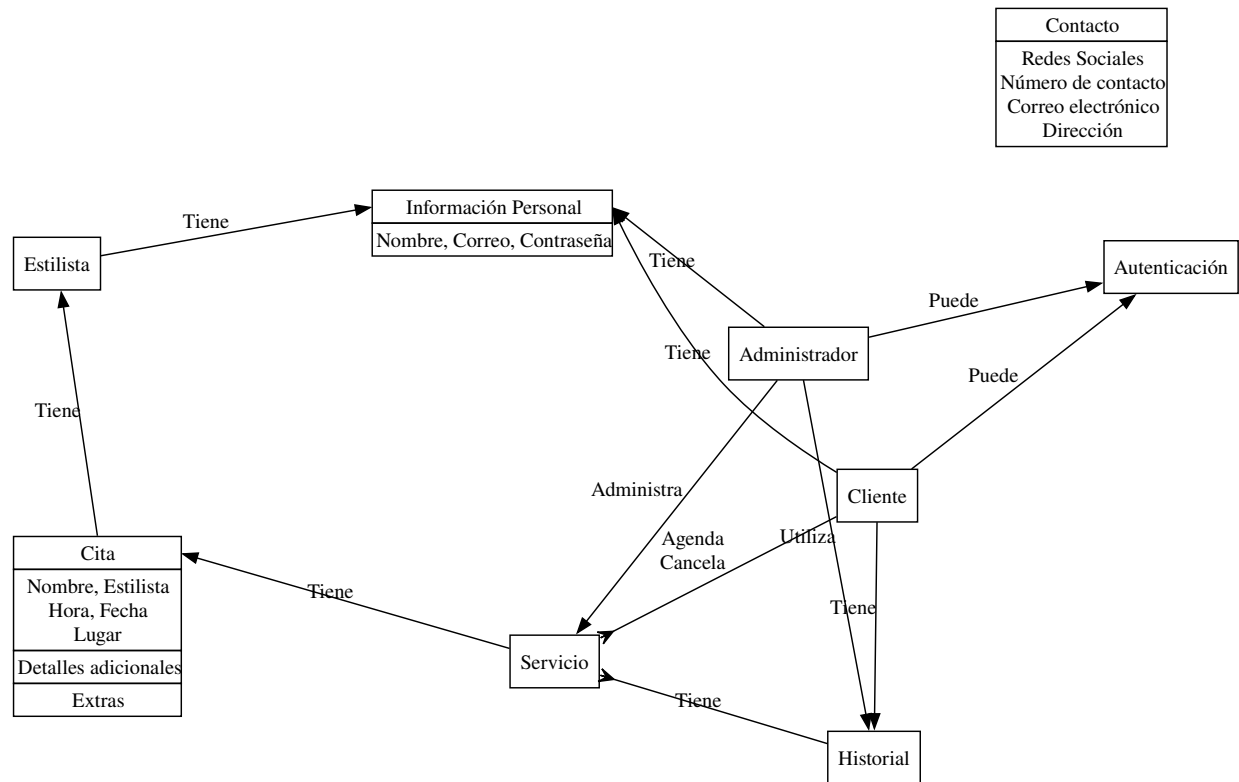 Contacto
Redes Sociales
Número de contacto
Correo electrónico
Dirección
Información Personal
Nombre, Correo, Contraseña
Tiene
Estilista
Tiene
Autenticación
Puede
Administrador
Tiene
Puede
Tiene
Cliente
Administra
Agenda
Cancela
Utiliza
Cita
Nombre, Estilista
Hora, Fecha
Lugar
Detalles adicionales
Extras
Tiene
Tiene
Servicio
Tiene
Historial